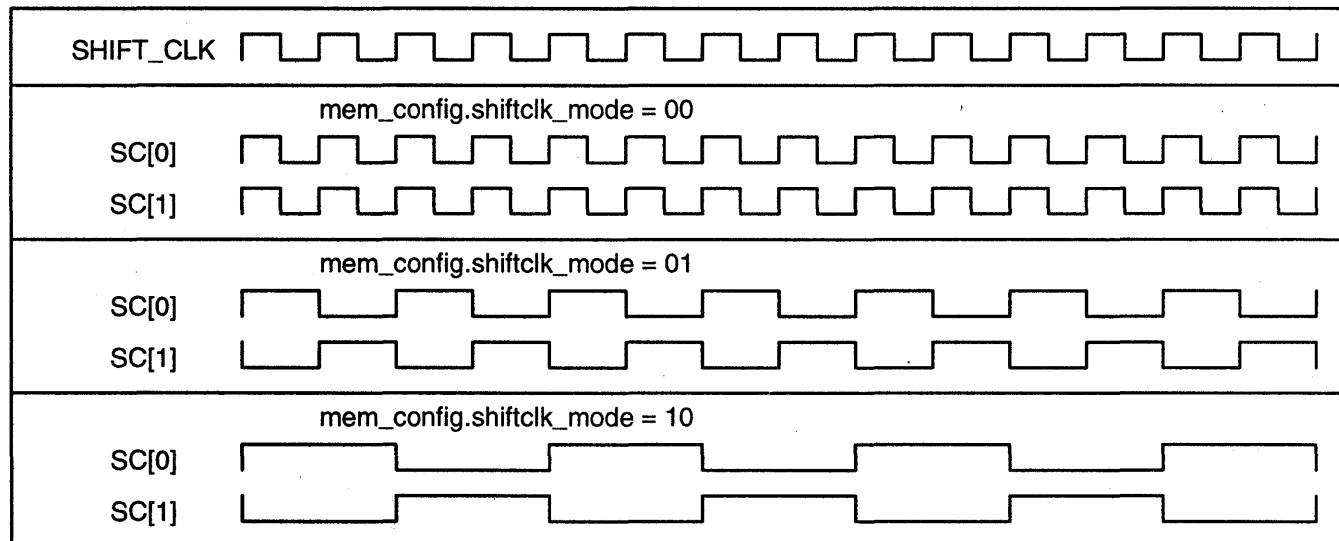 SHIFT_CLK
mem_config.shiftclk_mode = 00
SC[0]
SC[1]
mem_config.shiftclk_mode = 01
SC[0]
SC[1]
mem_config.shiftclk_mode = 10
SC[0]
SC[1]